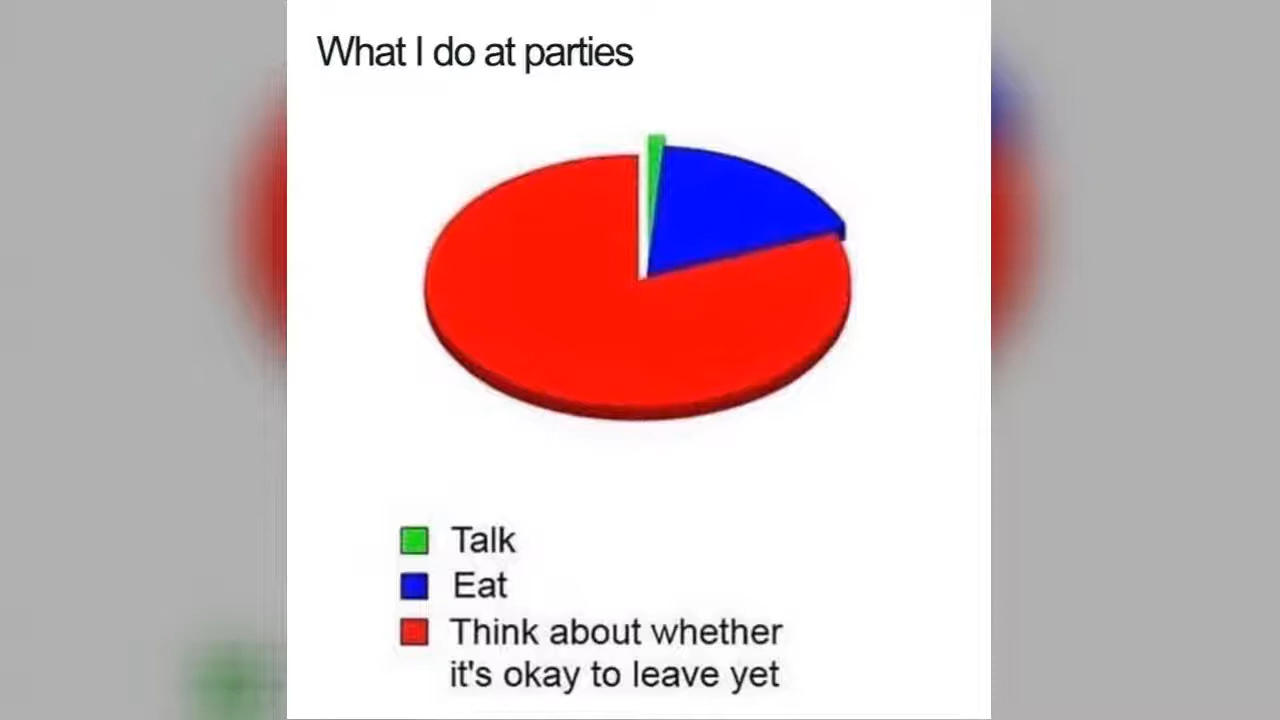 What I do at parties
Talk
Eat
Think about whether
it's okay to leave yet